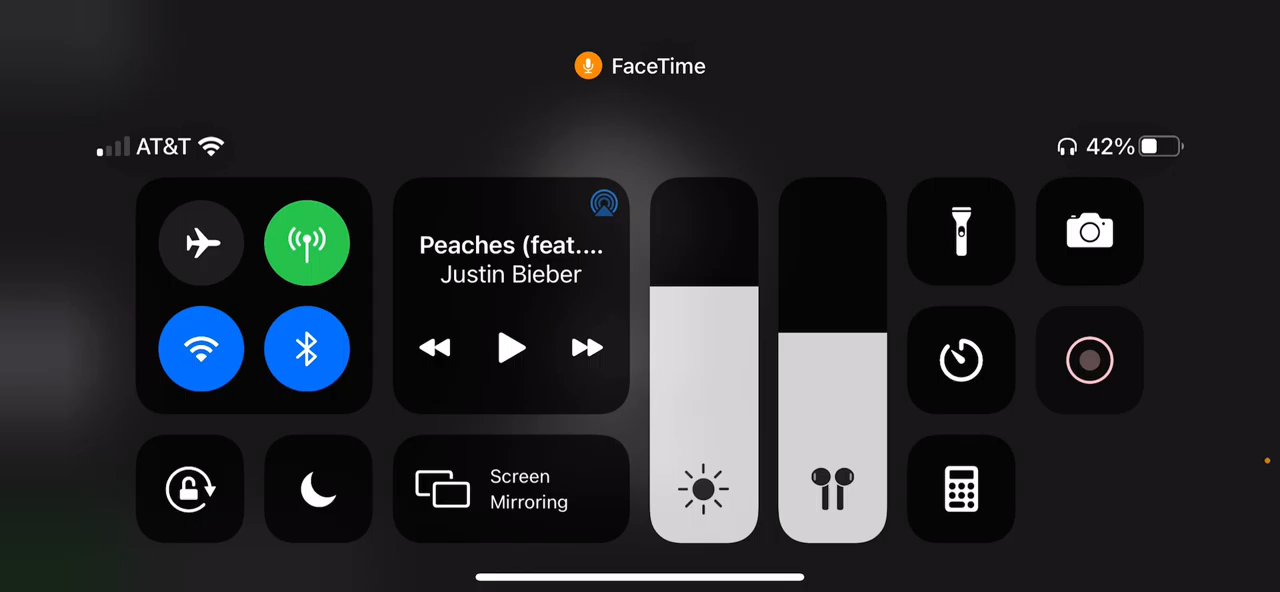 FaceTime
AT&T
42%
Peaches (feat....
Justin Bieber
Screen
Mirroring